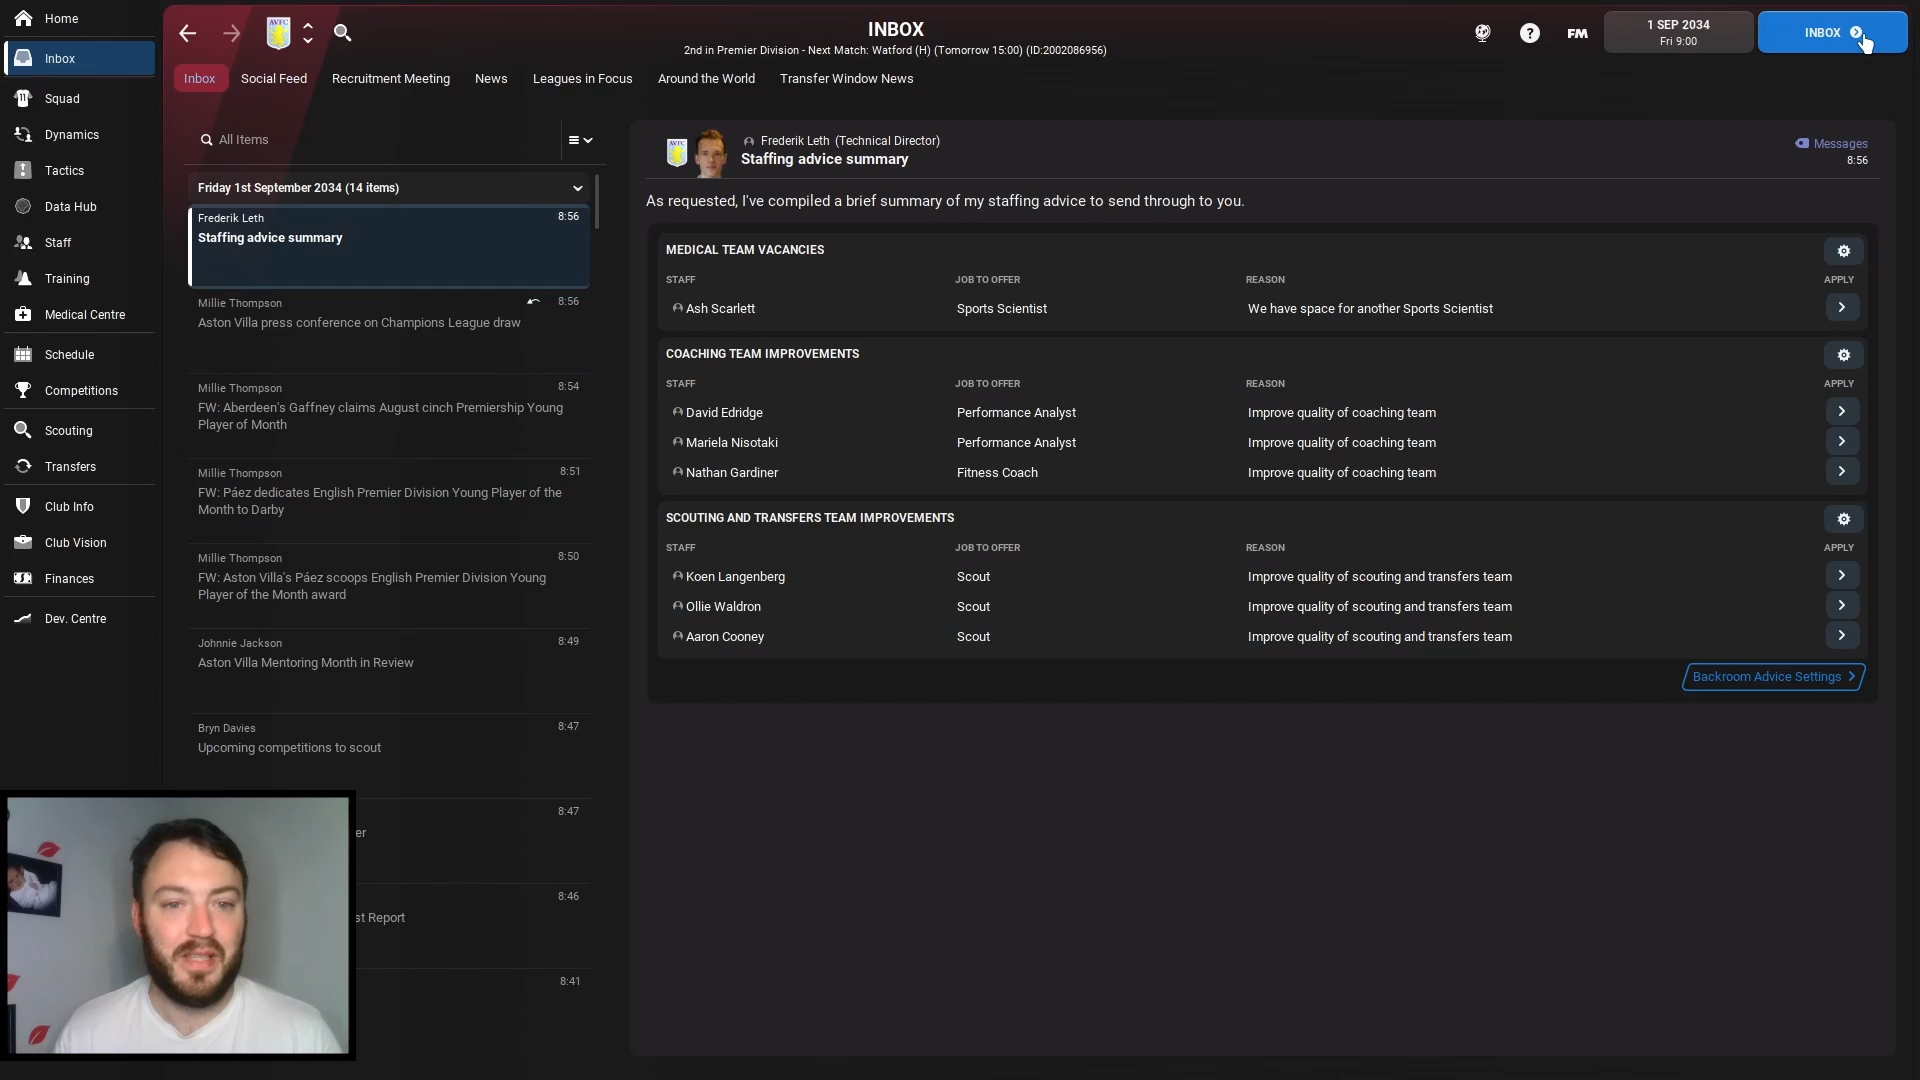 Home
Inbox
Squad
Dynamics
Tactics
Data Hub
Staff
Training
Medical Centre
Schedule
Competitions
Scouting
Transfers
Club Info
Club Vision
Finances
Dev. Centre
AVFC
INBOX
2nd in Premier Division - Next Match: Watford (H) (Tomorrow 15:00) (ID:2002086956)
?
FM
1 SEP 2034
Fri 9:00
INBOX
Inbox
Social Feed
Recruitment Meeting
News
Leagues in Focus
Around the World
Transfer Window News
All Items
Friday 1st September 2034 (14 items)
Frederik Leth 8:56
Staffing advice summary
Millie Thompson 8:56
Aston Villa press conference on Champions League draw
Millie Thompson 8:54
FW: Aberdeen's Gaffney claims August cinch Premiership Young
Player of Month
Millie Thompson 8:51
FW: Páez dedicates English Premier Division Young Player of the
Month to Darby
Millie Thompson 8:50
FW: Aston Villa's Páez scoops English Premier Division Young
Player of the Month award
Johnnie Jackson 8:49
Aston Villa Mentoring Month in Review
Bryn Davies 8:47
Upcoming competitions to scout
8:47
er
8:46
st Report
8:41
AVFC
Frederik Leth (Technical Director)
Staffing advice summary
Messages
8:56
As requested, I've compiled a brief summary of my staffing advice to send through to you.
MEDICAL TEAM VACANCIES
STAFF JOB TO OFFER REASON APPLY
Ash Scarlett Sports Scientist We have space for another Sports Scientist
COACHING TEAM IMPROVEMENTS
STAFF JOB TO OFFER REASON APPLY
David Edridge Performance Analyst Improve quality of coaching team
Mariela Nisotaki Performance Analyst Improve quality of coaching team
Nathan Gardiner Fitness Coach Improve quality of coaching team
SCOUTING AND TRANSFERS TEAM IMPROVEMENTS
STAFF JOB TO OFFER REASON APPLY
Koen Langenberg Scout Improve quality of scouting and transfers team
Ollie Waldron Scout Improve quality of scouting and transfers team
Aaron Cooney Scout Improve quality of scouting and transfers team
Backroom Advice Settings